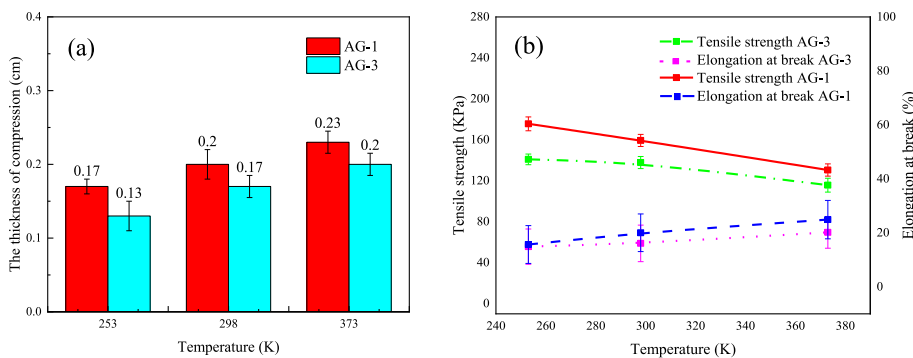 (a)
AG-1
AG-3
The thickness of compression (cm)
0.4
0.3
0.2
0.1
0.0
0.17
0.13
0.2
0.17
0.23
0.2
253
298
373
Temperature (K)
(b)
Tensile strength AG-3
Elongation at break AG-3
Tensile strength AG-1
Elongation at break AG-1
Tensile strength (KPa)
280
240
200
160
120
80
40
0
Elongation at break (%)
100
80
60
40
20
0
240
260
280
300
320
340
360
380
Temperature (K)